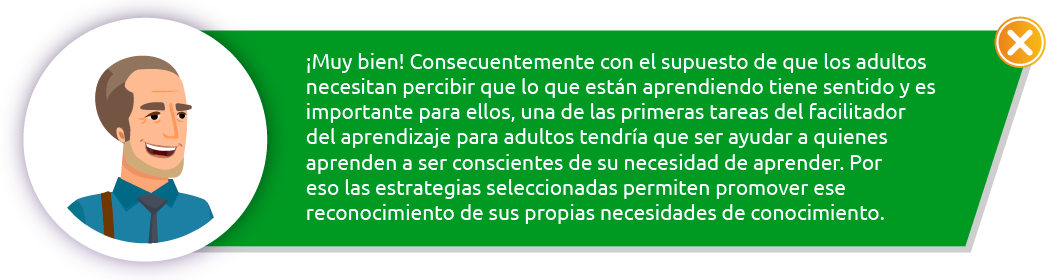 ¡Muy bien! Consecuentemente con el supuesto de que los adultos
necesitan percibir que lo que están aprendiendo tiene sentido y es
importante para ellos, una de las primeras tareas del facilitador
del aprendizaje para adultos tendría que ser ayudar a quienes
aprenden a ser conscientes de su necesidad de aprender. Por
eso las estrategias seleccionadas permiten promover ese
reconocimiento de sus propias necesidades de conocimiento.